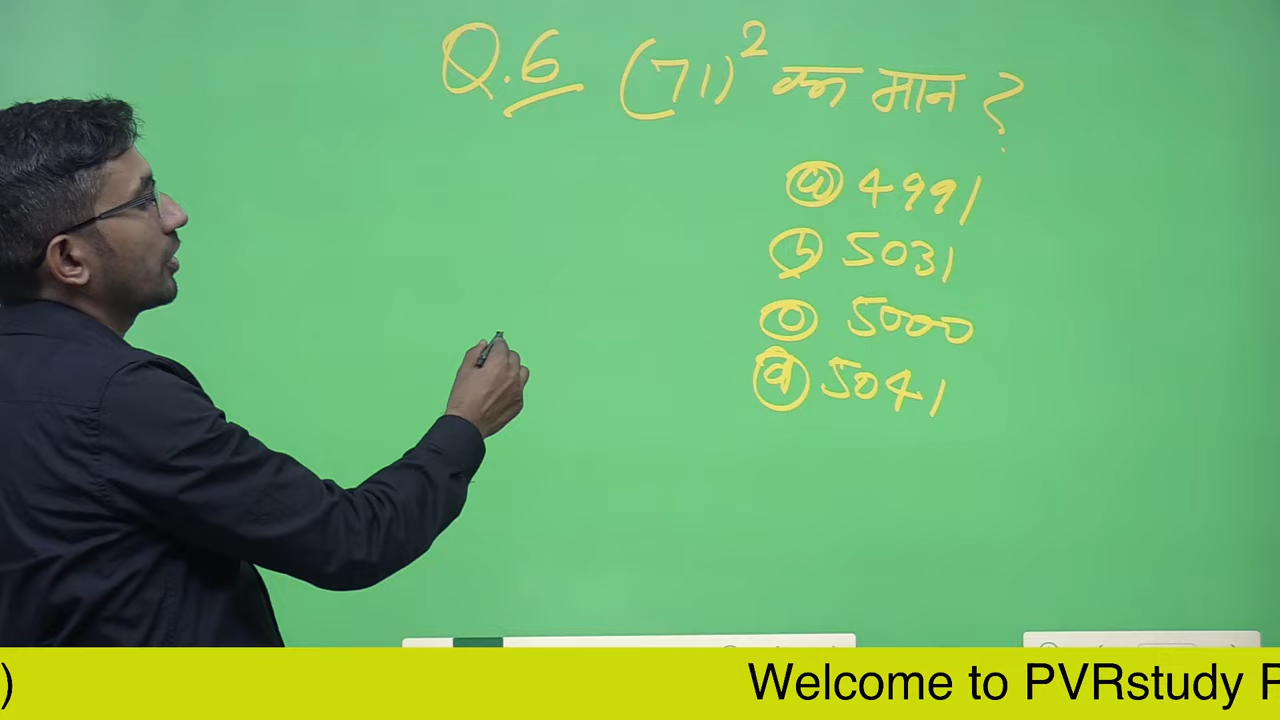 Q.6 (71)² का मान ?
(a) 4991
(b) 5031
(c) 5000
(d) 5041
) Welcome to PVRstudy